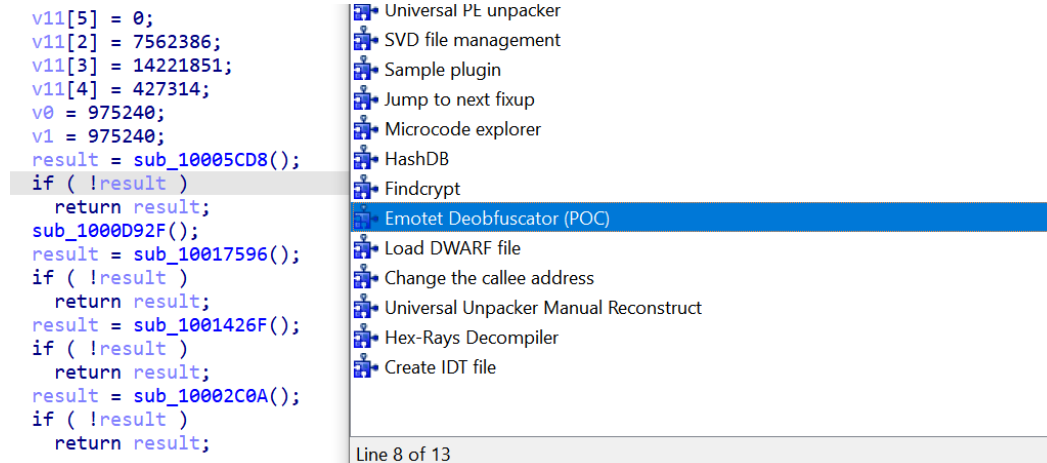 v11[5] = 0;
v11[2] = 7562386;
v11[3] = 14221851;
v11[4] = 427314;
v0 = 975240;
v1 = 975240;
result = sub_10005CD8();
if ( !result )
return result;
sub_1000D92F();
result = sub_10017596();
if ( !result )
return result;
result = sub_1001426F();
if ( !result )
return result;
result = sub_10002C0A();
if ( !result )
return result;
Universal PE unpacker
SVD file management
Sample plugin
Jump to next fixup
Microcode explorer
HashDB
Findcrypt
Emotet Deobfuscator (POC)
Load DWARF file
Change the callee address
Universal Unpacker Manual Reconstruct
Hex-Rays Decompiler
Create IDT file
Line 8 of 13